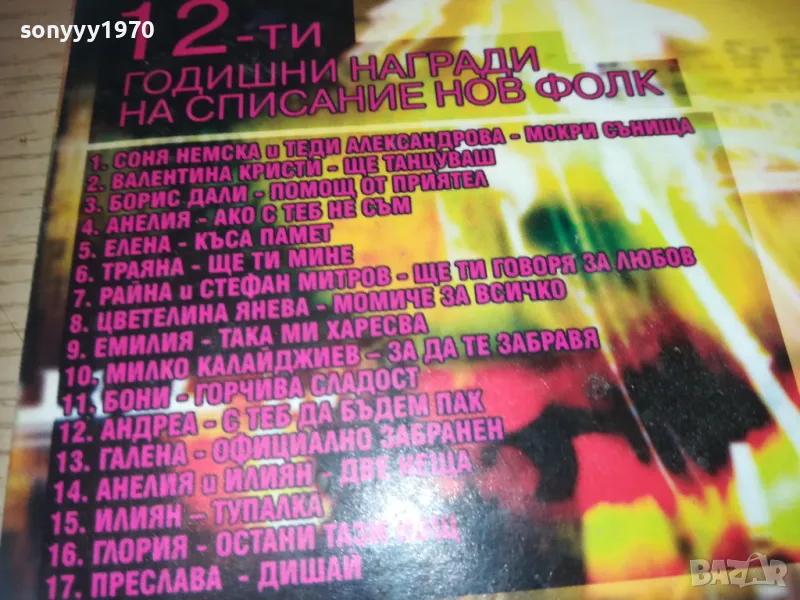 sonyyy1970
12-ТИ
ГОДИШНИ НАГРАДИ
НА СПИСАНИЕ НОВ ФОЛК
1. СОНЯ НЕМСКА и ТЕДИ АЛЕКСАНДРОВА - МОКРИ СЪНИЩА
2. ВАЛЕНТИНА КРИСТИ - ЩЕ ТАНЦУВАШ
3. БОРИС ДАЛИ - ПОМОЩ ОТ ПРИЯТЕЛ
4. АНЕЛИЯ - АКО С ТЕБ НЕ СЪМ
5. ЕЛЕНА - КЪСА ПАМЕТ
6. ТРАЯНА - ЩЕ ТИ МИНЕ
7. РАЙНА и СТЕФАН МИТРОВ - ЩЕ ТИ ГОВОРЯ ЗА ЛЮБОВ
8. ЦВЕТЕЛИНА ЯНЕВА - МОМИЧЕ ЗА ВСИЧКО
9. ЕМИЛИЯ - ТАКА МИ ХАРЕСВА
10. МИЛКО КАЛАЙДЖИЕВ - ЗА ДА ТЕ ЗАБРАВЯ
11. БОНИ - ГОРЧИВА СЛАДОСТ
12. АНДРЕА - С ТЕБ ДА БЪДЕМ ПАК
13. ГАЛЕНА - ОФИЦИАЛНО ЗАБРАНЕН
14. АНЕЛИЯ и ИЛИЯН - ДВЕ НЕЩА
15. ИЛИЯН - ТУПАЛКА
16. ГЛОРИЯ - ОСТАНИ ТАЗИ НОЩ
17. ПРЕСЛАВА - ДИШАЙ
BAZAR
bg